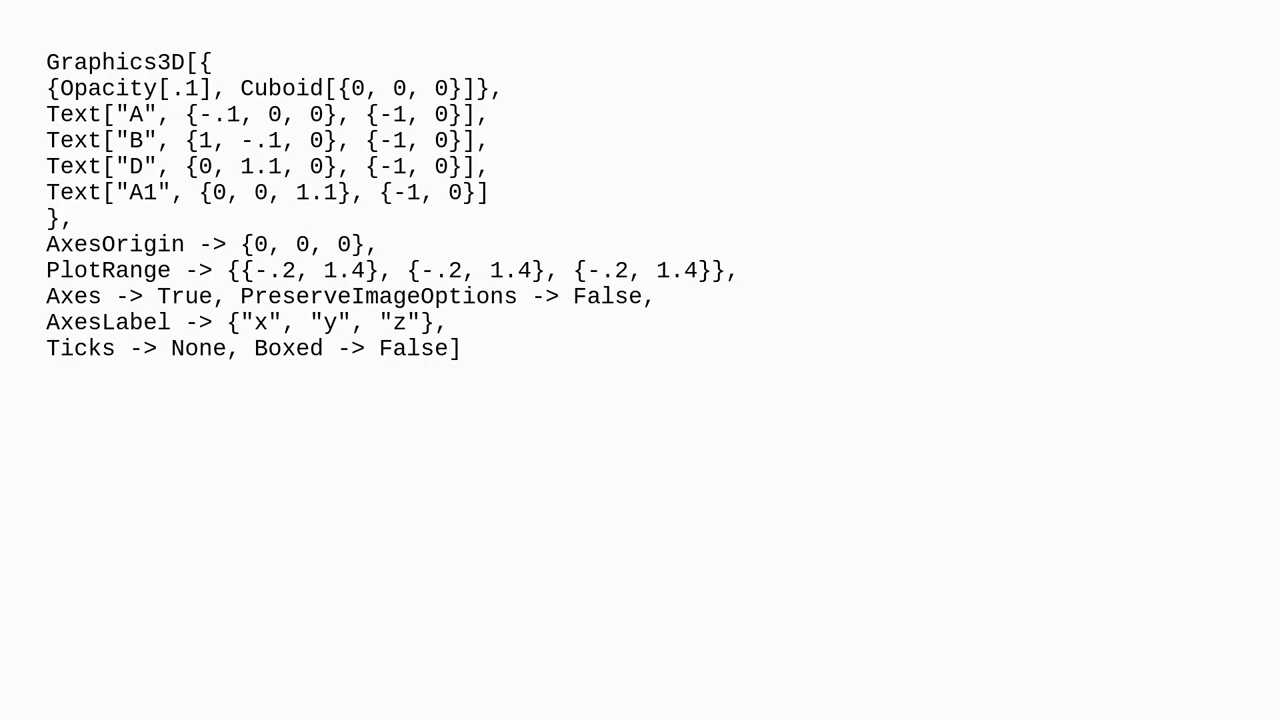 Graphics3D[{
{Opacity[.1], Cuboid[{0, 0, 0}]},
Text["A", {-.1, 0, 0}, {-1, 0}],
Text["B", {1, -.1, 0}, {-1, 0}],
Text["D", {0, 1.1, 0}, {-1, 0}],
Text["A1", {0, 0, 1.1}, {-1, 0}]
},
AxesOrigin -> {0, 0, 0},
PlotRange -> {{-.2, 1.4}, {-.2, 1.4}, {-.2, 1.4}},
Axes -> True, PreserveImageOptions -> False,
AxesLabel -> {"x", "y", "z"},
Ticks -> None, Boxed -> False]